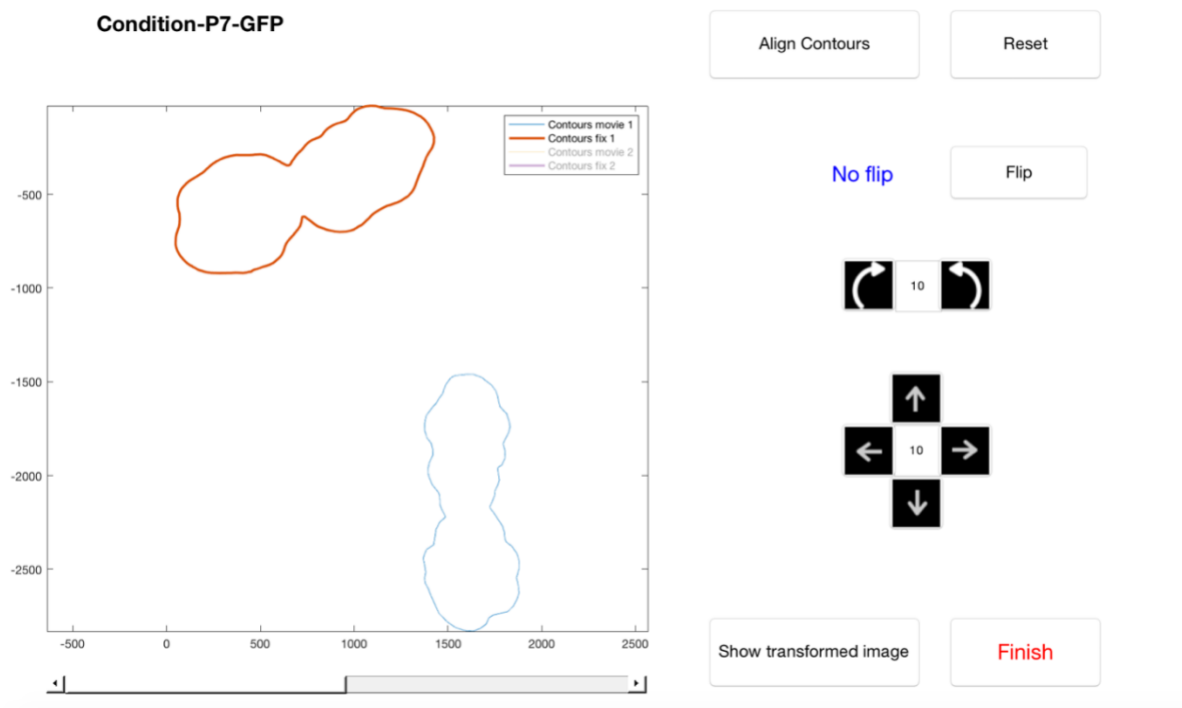 Condition-P7-GFP
Align Contours
Reset
Contours movie 1
Contours fix 1
Contours movie 2
Contours fix 2
No flip
Flip
-500
-1000
-1500
-2000
-2500
-500 0 500 1000 1500 2000 2500
10
10
Show transformed image
Finish